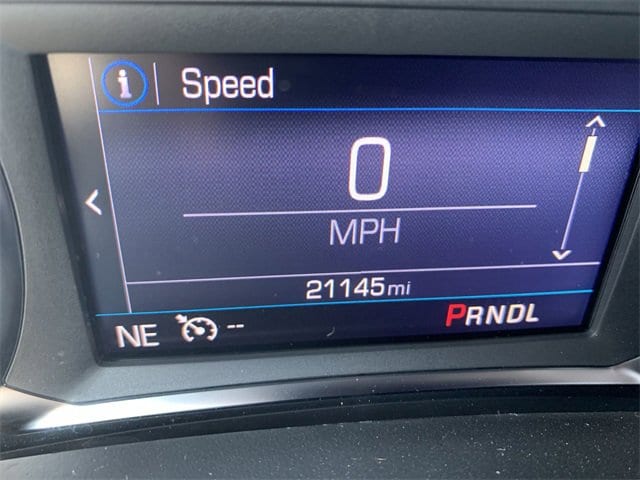 i Speed
0
MPH
21145mi
NE -- PRNDL